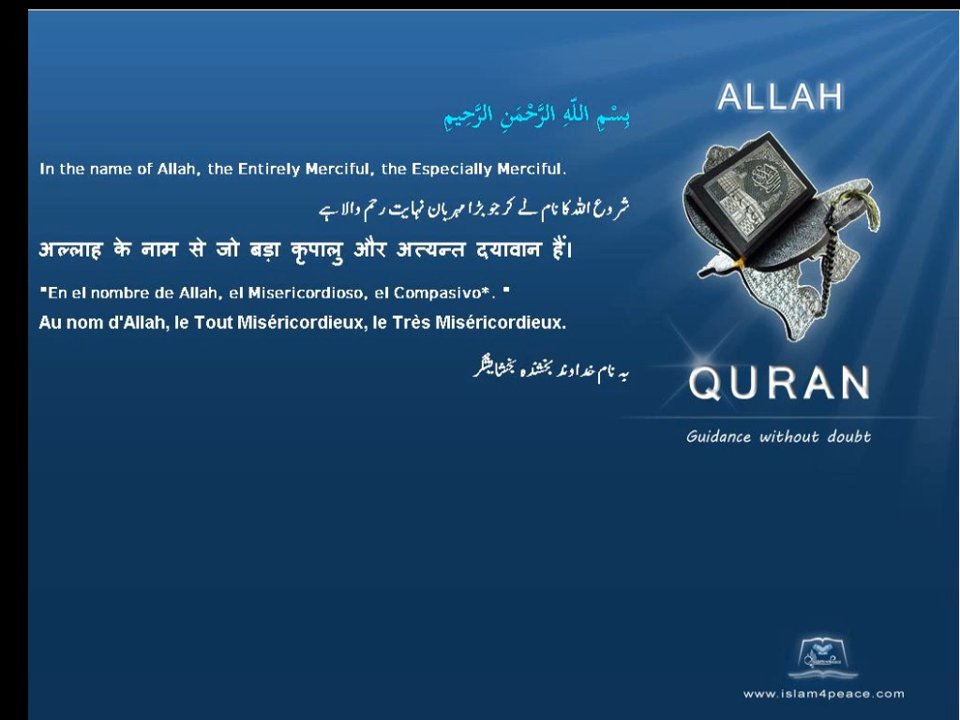 بِسْمِ اللَّهِ الرَّحْمَنِ الرَّحِيمِ
In the name of Allah, the Entirely Merciful, the Especially Merciful.
شروع اللہ کا نام لے کر جو بڑا مہربان نہایت رحم والا ہے
अल्लाह के नाम से जो बड़ा कृपालु और अत्यन्त दयावान हैं।
"En el nombre de Allah, el Misericordioso, el Compasivo*. "
Au nom d'Allah, le Tout Miséricordieux, le Très Miséricordieux.
به نام خداوند بخشنده بخشایشگر
ALLAH
QURAN
Guidance without doubt
www.islam4peace.com